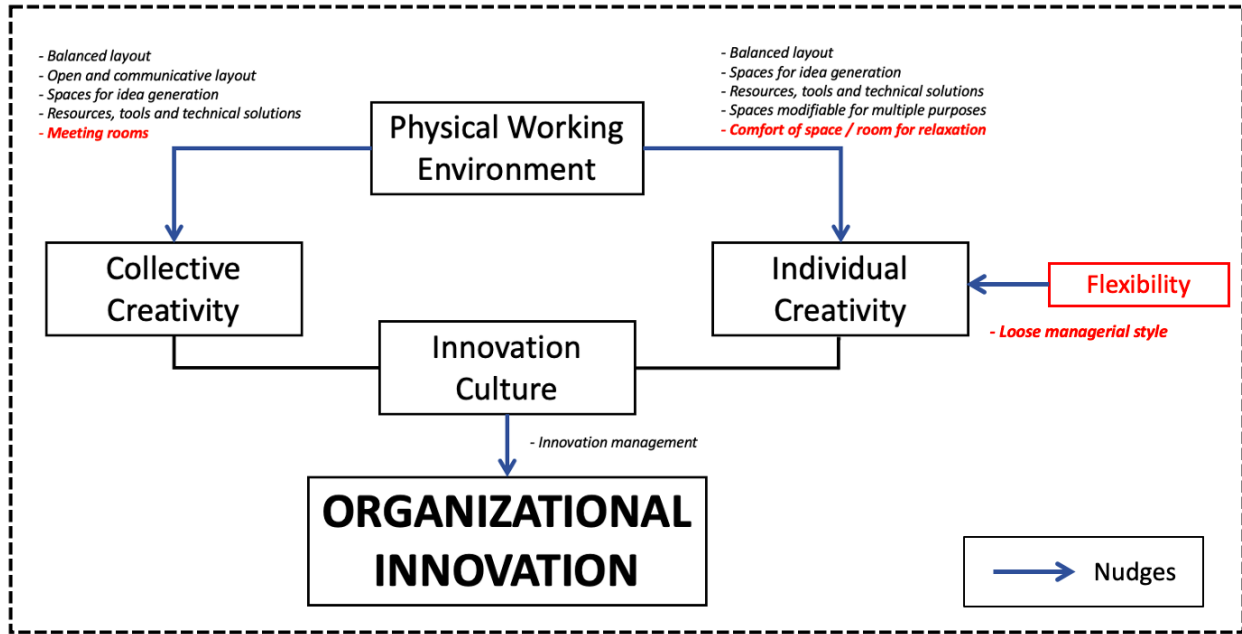 - Balanced layout
- Open and communicative layout
- Spaces for idea generation
- Resources, tools and technical solutions
- Meeting rooms
- Balanced layout
- Spaces for idea generation
- Resources, tools and technical solutions
- Spaces modifiable for multiple purposes
- Comfort of space / room for relaxation
Physical Working
Environment
Collective
Creativity
Individual
Creativity
Flexibility
- Loose managerial style
Innovation
Culture
- Innovation management
ORGANIZATIONAL
INNOVATION
Nudges